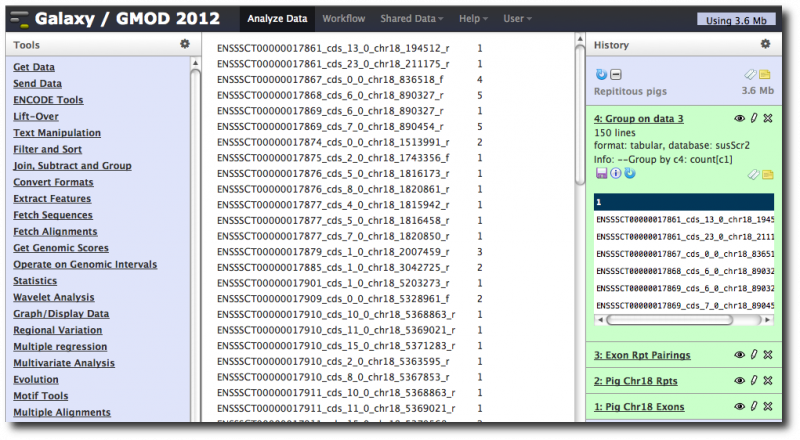 Galaxy / GMOD 2012
Analyze Data
Workflow
Shared Data
Help
User
Using 3.6 Mb
Tools
Get Data
Send Data
ENCODE Tools
Lift-Over
Text Manipulation
Filter and Sort
Join, Subtract and Group
Convert Formats
Extract Features
Fetch Sequences
Fetch Alignments
Get Genomic Scores
Operate on Genomic Intervals
Statistics
Wavelet Analysis
Graph/Display Data
Regional Variation
Multiple regression
Multivariate Analysis
Evolution
Motif Tools
Multiple Alignments
ENSSSCT00000017861_cds_13_0_chr18_194512_r 1
ENSSSCT00000017861_cds_23_0_chr18_211175_r 1
ENSSSCT00000017867_cds_0_0_chr18_836518_f 4
ENSSSCT00000017868_cds_6_0_chr18_890327_r 5
ENSSSCT00000017869_cds_6_0_chr18_890327_r 1
ENSSSCT00000017869_cds_7_0_chr18_890454_r 5
ENSSSCT00000017874_cds_0_0_chr18_1513991_r 2
ENSSSCT00000017875_cds_2_0_chr18_1743356_f 1
ENSSSCT00000017876_cds_5_0_chr18_1816173_r 1
ENSSSCT00000017876_cds_8_0_chr18_1820861_r 1
ENSSSCT00000017877_cds_4_0_chr18_1815942_r 1
ENSSSCT00000017877_cds_5_0_chr18_1816458_r 1
ENSSSCT00000017877_cds_7_0_chr18_1820850_r 1
ENSSSCT00000017879_cds_1_0_chr18_2007459_r 3
ENSSSCT00000017885_cds_1_0_chr18_3042725_r 2
ENSSSCT00000017901_cds_1_0_chr18_5203273_r 1
ENSSSCT00000017909_cds_0_0_chr18_5328961_f 2
ENSSSCT00000017910_cds_10_0_chr18_5368863_r 1
ENSSSCT00000017910_cds_11_0_chr18_5369021_r 1
ENSSSCT00000017910_cds_15_0_chr18_5371283_r 1
ENSSSCT00000017910_cds_2_0_chr18_5363595_r 1
ENSSSCT00000017910_cds_8_0_chr18_5367853_r 1
ENSSSCT00000017911_cds_10_0_chr18_5368863_r 1
ENSSSCT00000017911_cds_11_0_chr18_5369021_r 1
History
Repititous pigs 3.6 Mb
4: Group on data 3
150 lines
format: tabular, database: susScr2
Info: --Group by c4: count[c1]
1
ENSSSCT00000017861_cds_13_0_chr18_1945
ENSSSCT00000017861_cds_23_0_chr18_2111
ENSSSCT00000017867_cds_0_0_chr18_83651
ENSSSCT00000017868_cds_6_0_chr18_89032
ENSSSCT00000017869_cds_6_0_chr18_89032
ENSSSCT00000017869_cds_7_0_chr18_89045
3: Exon Rpt Pairings
2: Pig Chr18 Rpts
1: Pig Chr18 Exons